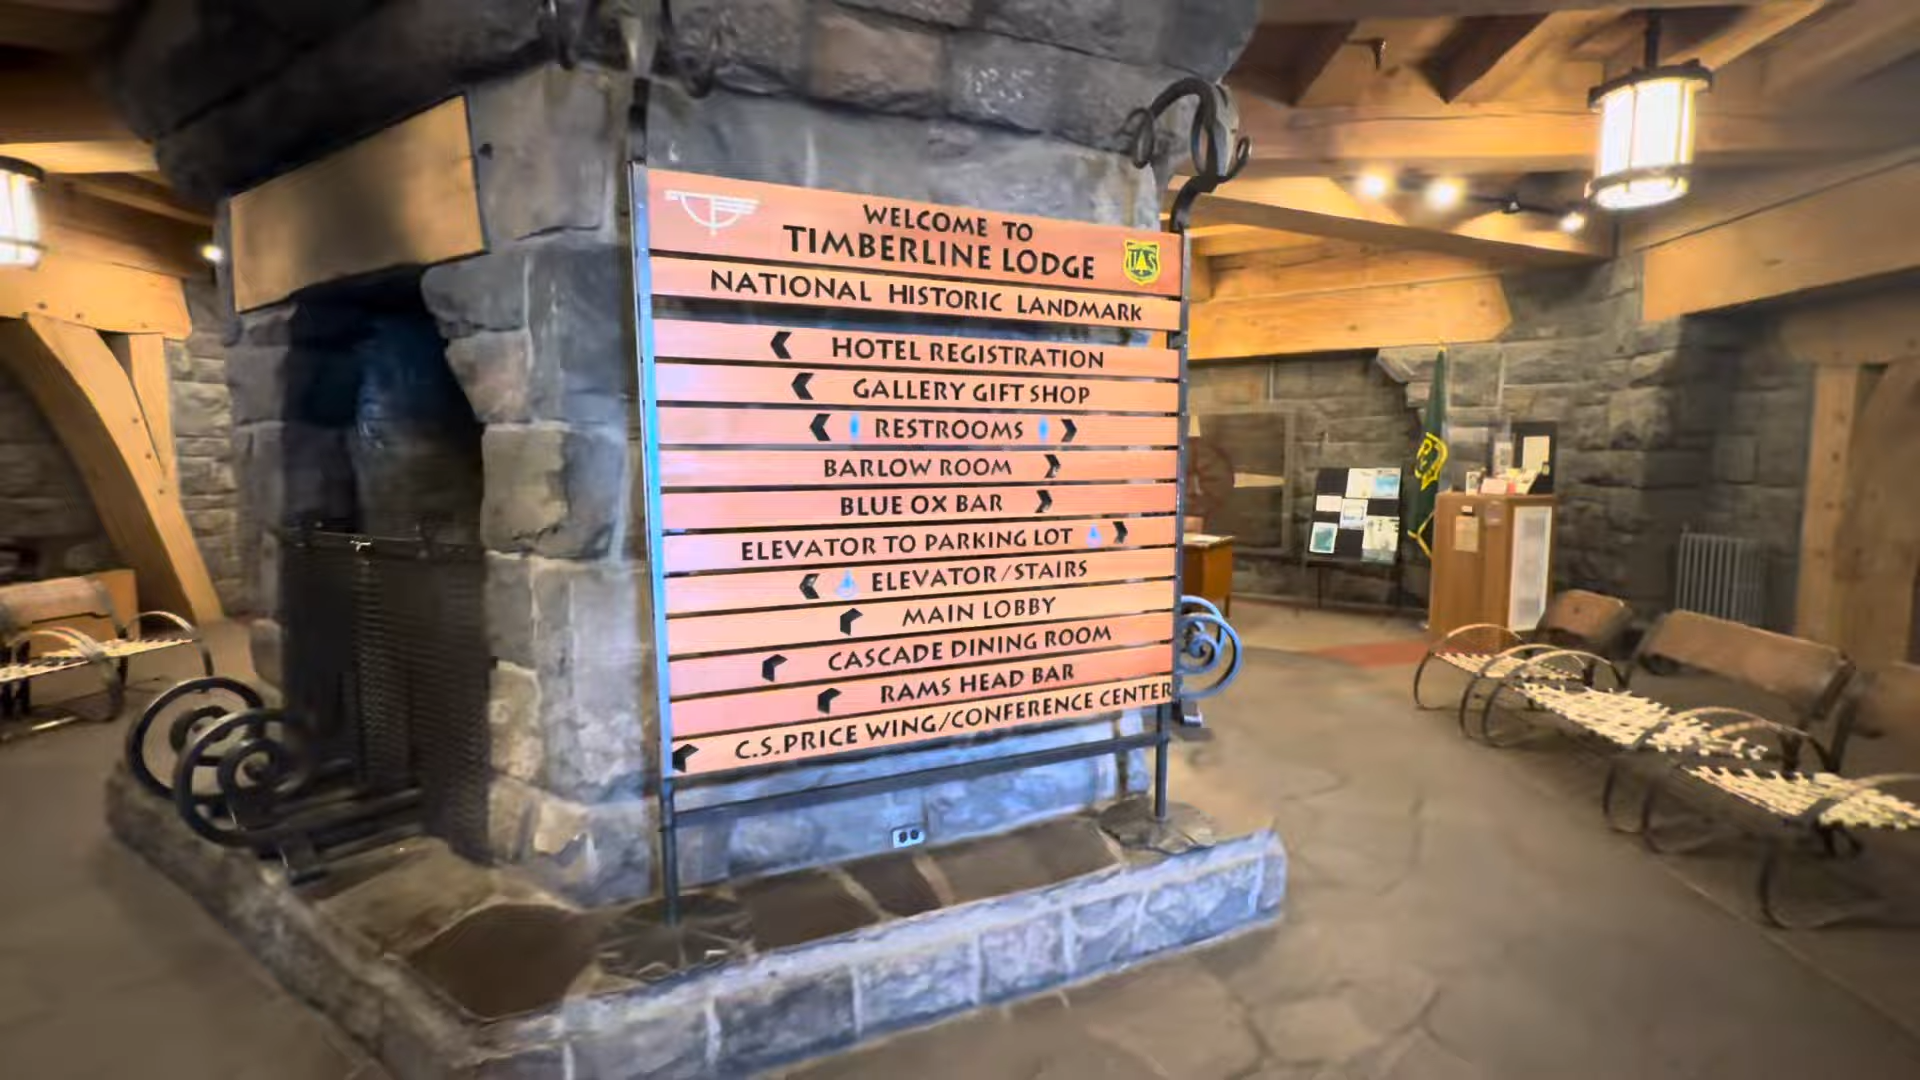 WELCOME TO
TIMBERLINE LODGE
UAS
NATIONAL HISTORIC LANDMARK
HOTEL REGISTRATION
GALLERY GIFT SHOP
RESTROOMS
BARLOW ROOM
BLUE OX BAR
ELEVATOR TO PARKING LOT
ELEVATOR/STAIRS
MAIN LOBBY
CASCADE DINING ROOM
RAMS HEAD BAR
C.S.PRICE WING/CONFERENCE CENTER